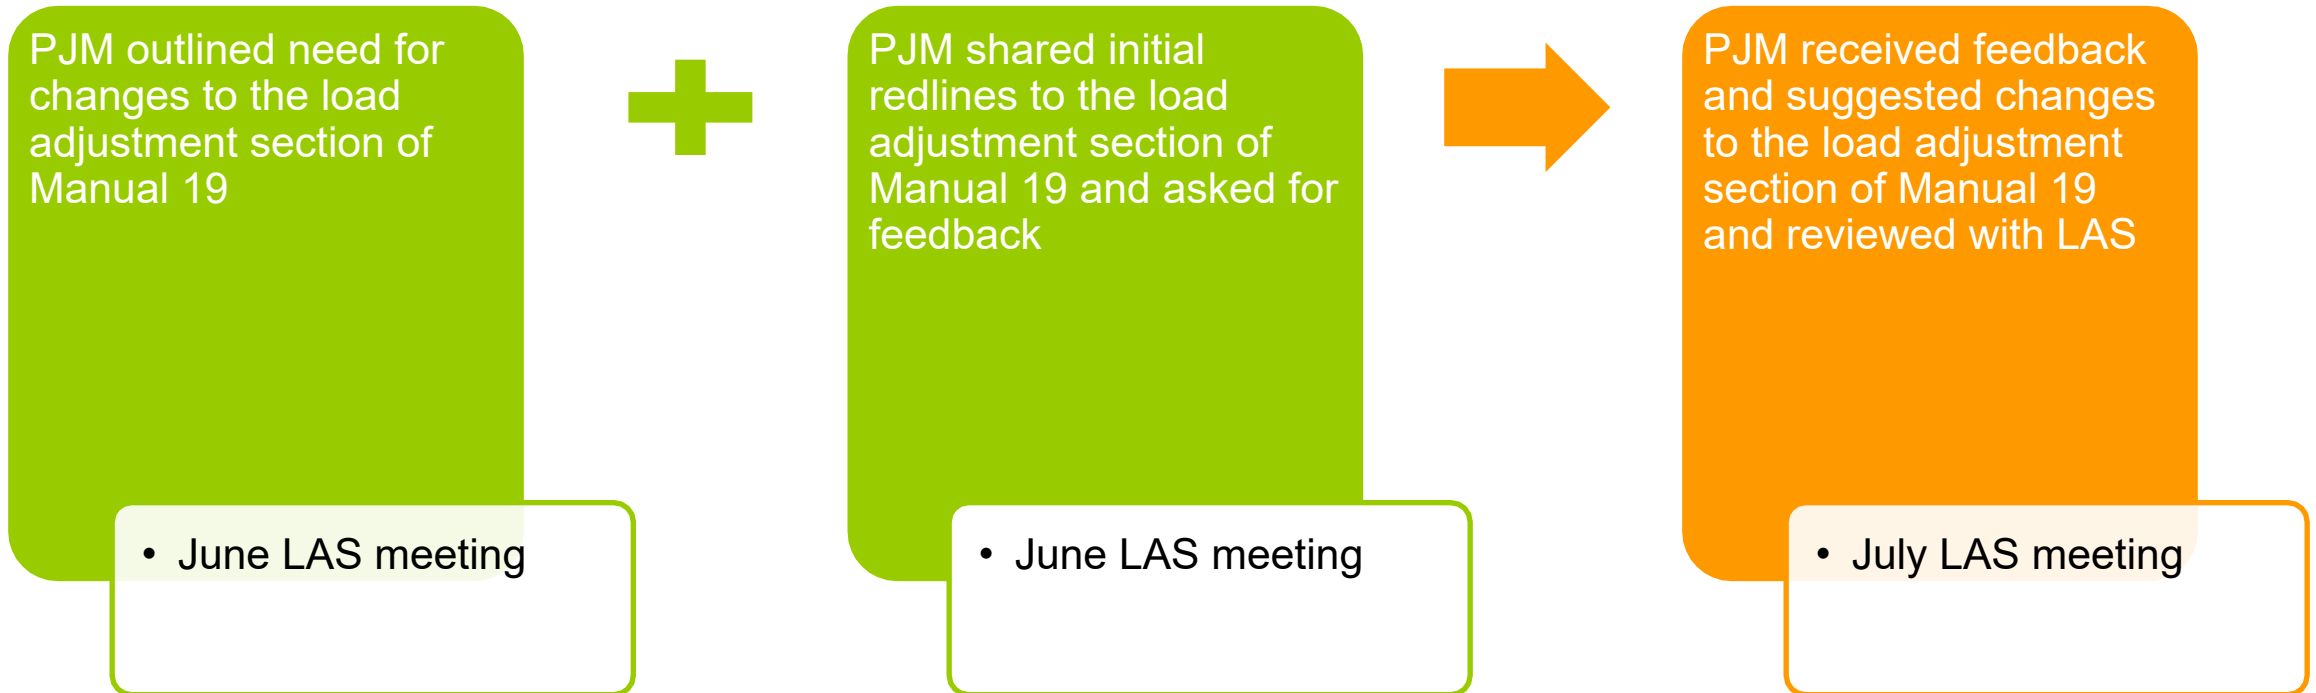 PJM outlined need for
changes to the load
adjustment section of
Manual 19
• June LAS meeting
PJM shared initial
redlines to the load
adjustment section of
Manual 19 and asked for
feedback
• June LAS meeting
PJM received feedback
and suggested changes
to the load adjustment
section of Manual 19
and reviewed with LAS
• July LAS meeting